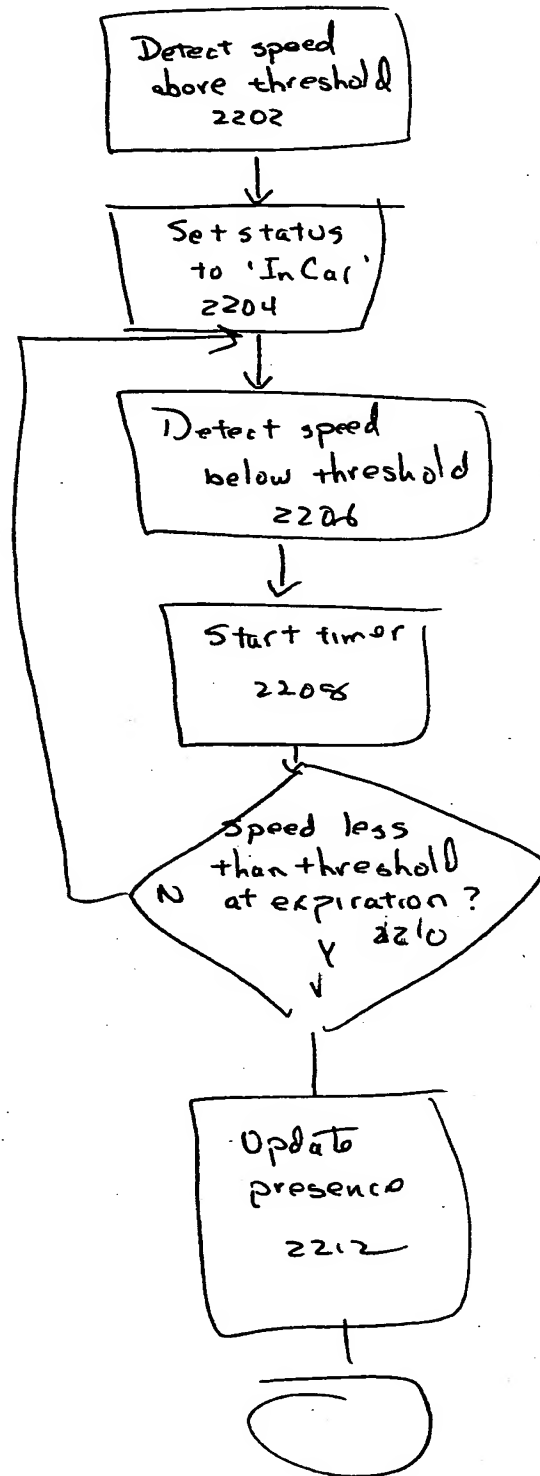 Detect speed
above threshold
2202
Set status
to 'InCar'
2204
Detect speed
below threshold
2206
Start timer
2208
Speed less
than threshold
N at expiration?
Y 2210
Update
presence
2212